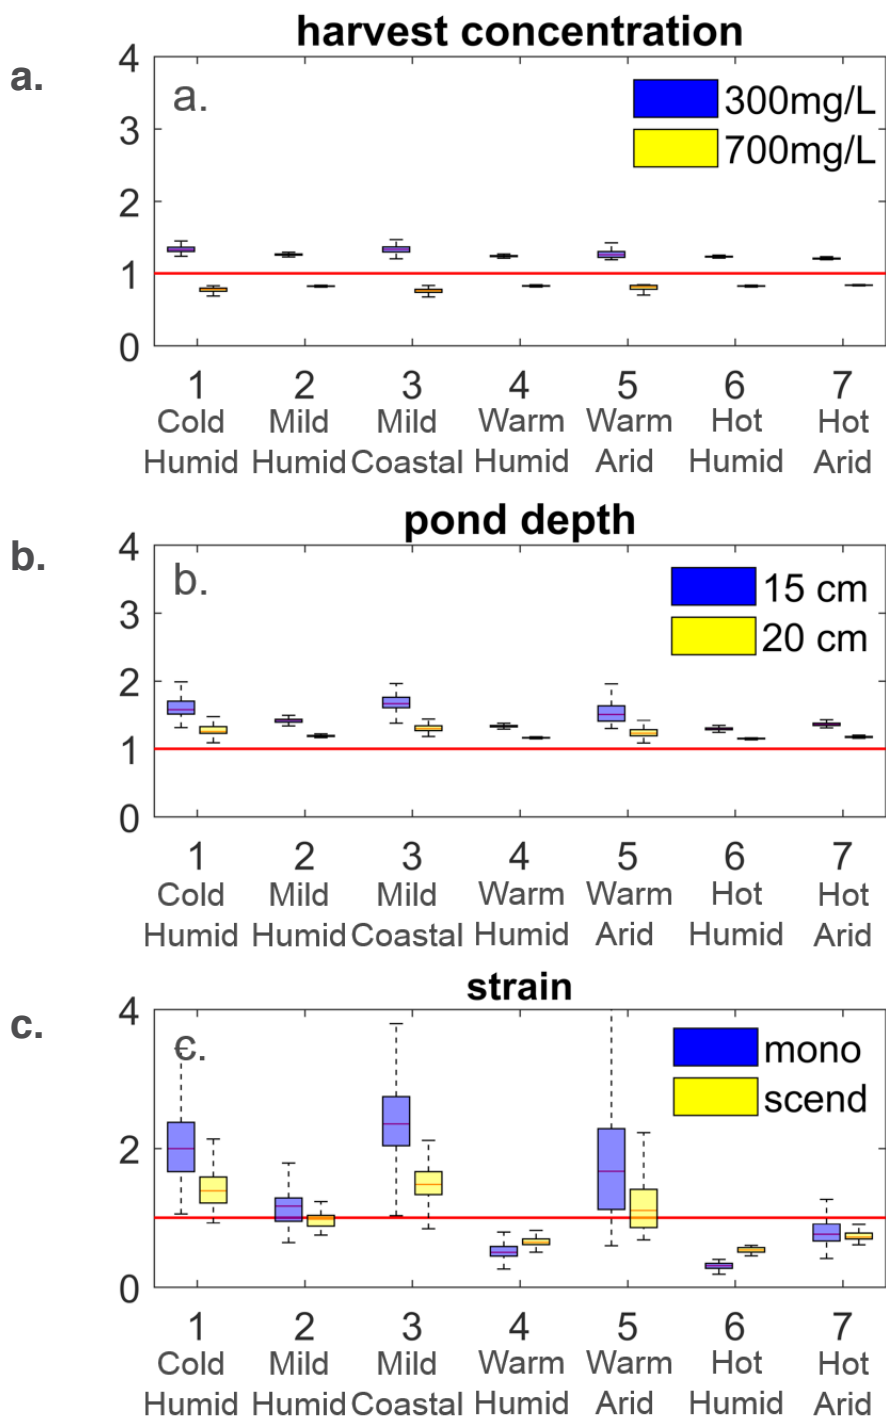 harvest concentration
a.
a.
4
3
2
1
0
300mg/L
700mg/L
1 2 3 4 5 6 7
Cold Mild Mild Warm Warm Hot Hot
Humid Humid Coastal Humid Arid Humid Arid
pond depth
b.
b.
4
3
2
1
0
15 cm
20 cm
1 2 3 4 5 6 7
Cold Mild Mild Warm Warm Hot Hot
Humid Humid Coastal Humid Arid Humid Arid
strain
c.
c.
4
2
0
mono
scend
1 2 3 4 5 6 7
Cold Mild Mild Warm Warm Hot Hot
Humid Humid Coastal Humid Arid Humid Arid